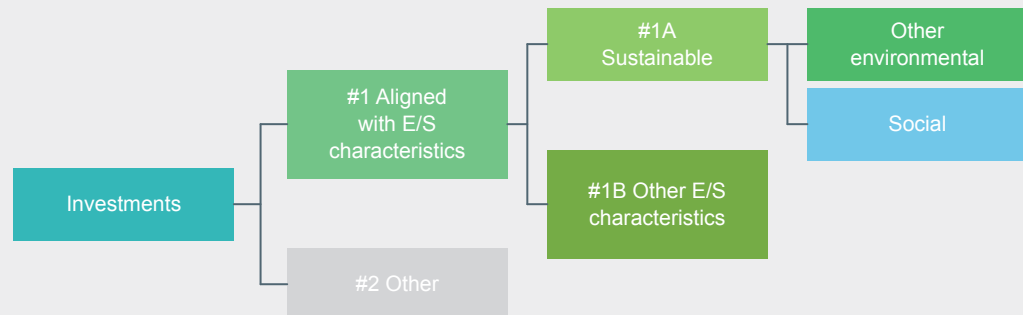 Investments
#1 Aligned
with E/S
characteristics
#2 Other
#1A
Sustainable
#1B Other E/S
characteristics
Other
environmental
Social